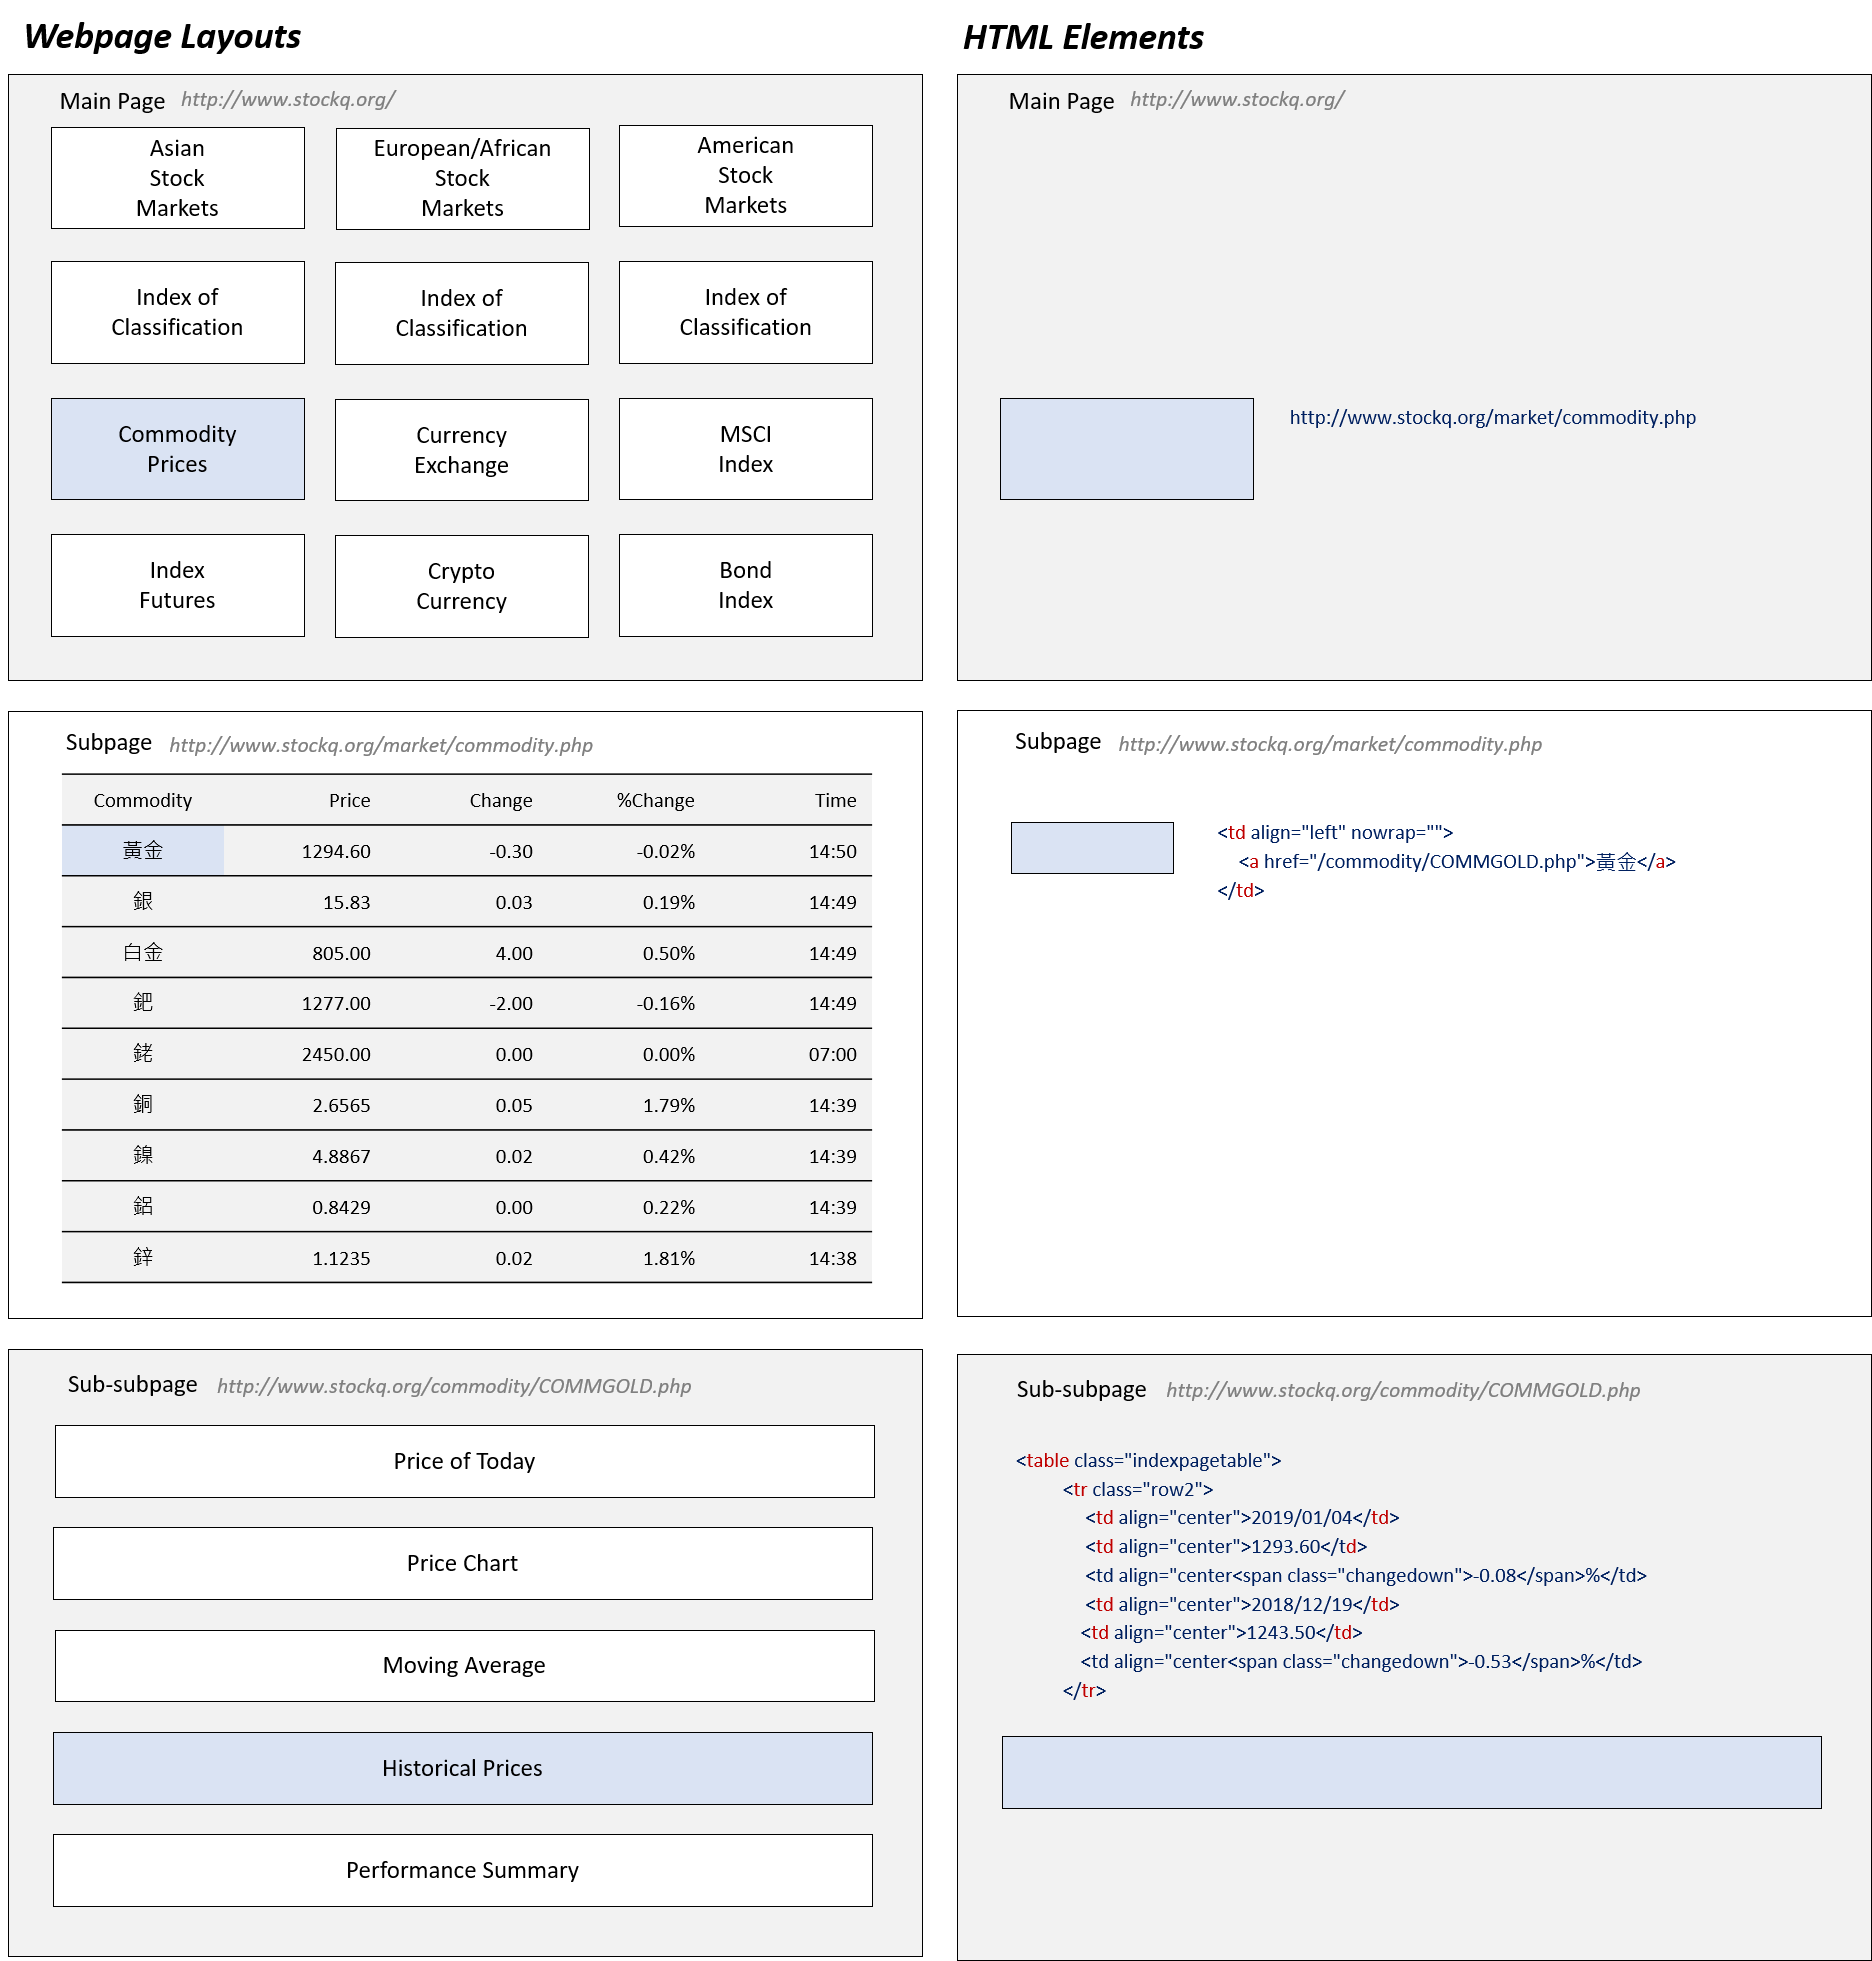 Webpage Layouts
Main Page http://www.stockq.org/
Asian
Stock
Markets
European/African
Stock
Markets
American
Stock
Markets
Index of
Classification
Index of
Classification
Index of
Classification
Commodity
Prices
Currency
Exchange
MSCI
Index
Index
Futures
Crypto
Currency
Bond
Index
Subpage http://www.stockq.org/market/commodity.php
Commodity Price Change %Change Time
黃金 1294.60 -0.30 -0.02% 14:50
銀 15.83 0.03 0.19% 14:49
白金 805.00 4.00 0.50% 14:49
鈀 1277.00 -2.00 -0.16% 14:49
銠 2450.00 0.00 0.00% 07:00
銅 2.6565 0.05 1.79% 14:39
鎳 4.8867 0.02 0.42% 14:39
鋁 0.8429 0.00 0.22% 14:39
鋅 1.1235 0.02 1.81% 14:38
Sub-subpage http://www.stockq.org/commodity/COMMGOLD.php
Price of Today
Price Chart
Moving Average
Historical Prices
Performance Summary
HTML Elements
Main Page http://www.stockq.org/
http://www.stockq.org/market/commodity.php
Subpage http://www.stockq.org/market/commodity.php
<td align="left" nowrap="">
<a href="/commodity/COMMGOLD.php">黃金</a>
</td>
Sub-subpage http://www.stockq.org/commodity/COMMGOLD.php
<table class="indexpagetable">
<tr class="row2">
<td align="center">2019/01/04</td>
<td align="center">1293.60</td>
<td align="center<span class="changedown">-0.08</span>%</td>
<td align="center">2018/12/19</td>
<td align="center">1243.50</td>
<td align="center<span class="changedown">-0.53</span>%</td>
</tr>